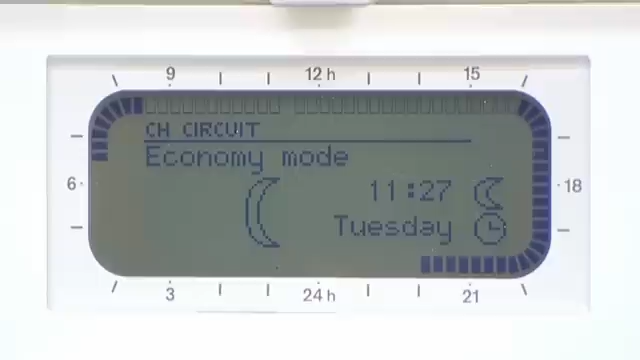 9 12 h 15
CH CIRCUIT
Economy mode
6 11:27 18
Tuesday
3 24 h 21